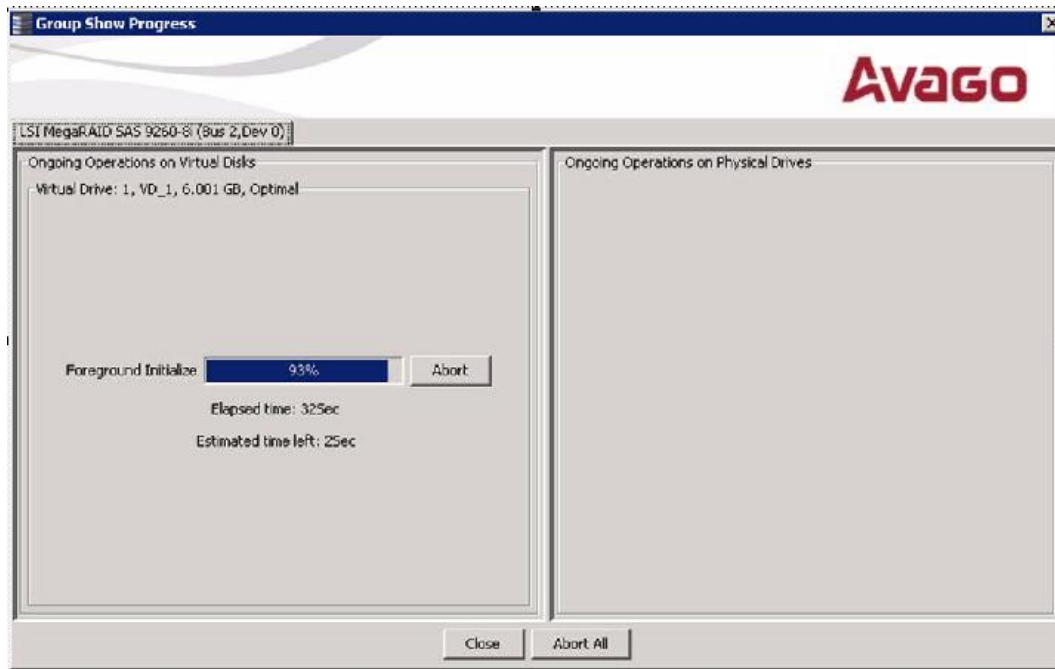 Group Show Progress
Avago
LSI MegaRAID SAS 9260-8i (Bus 2,Dev 0)
Ongoing Operations on Virtual Disks
Virtual Drive: 1, VD_1, 6.001 GB, Optimal
Foreground Initialize 93% Abort
Elapsed time: 32Sec
Estimated time left: 2Sec
Ongoing Operations on Physical Drives
Close Abort All